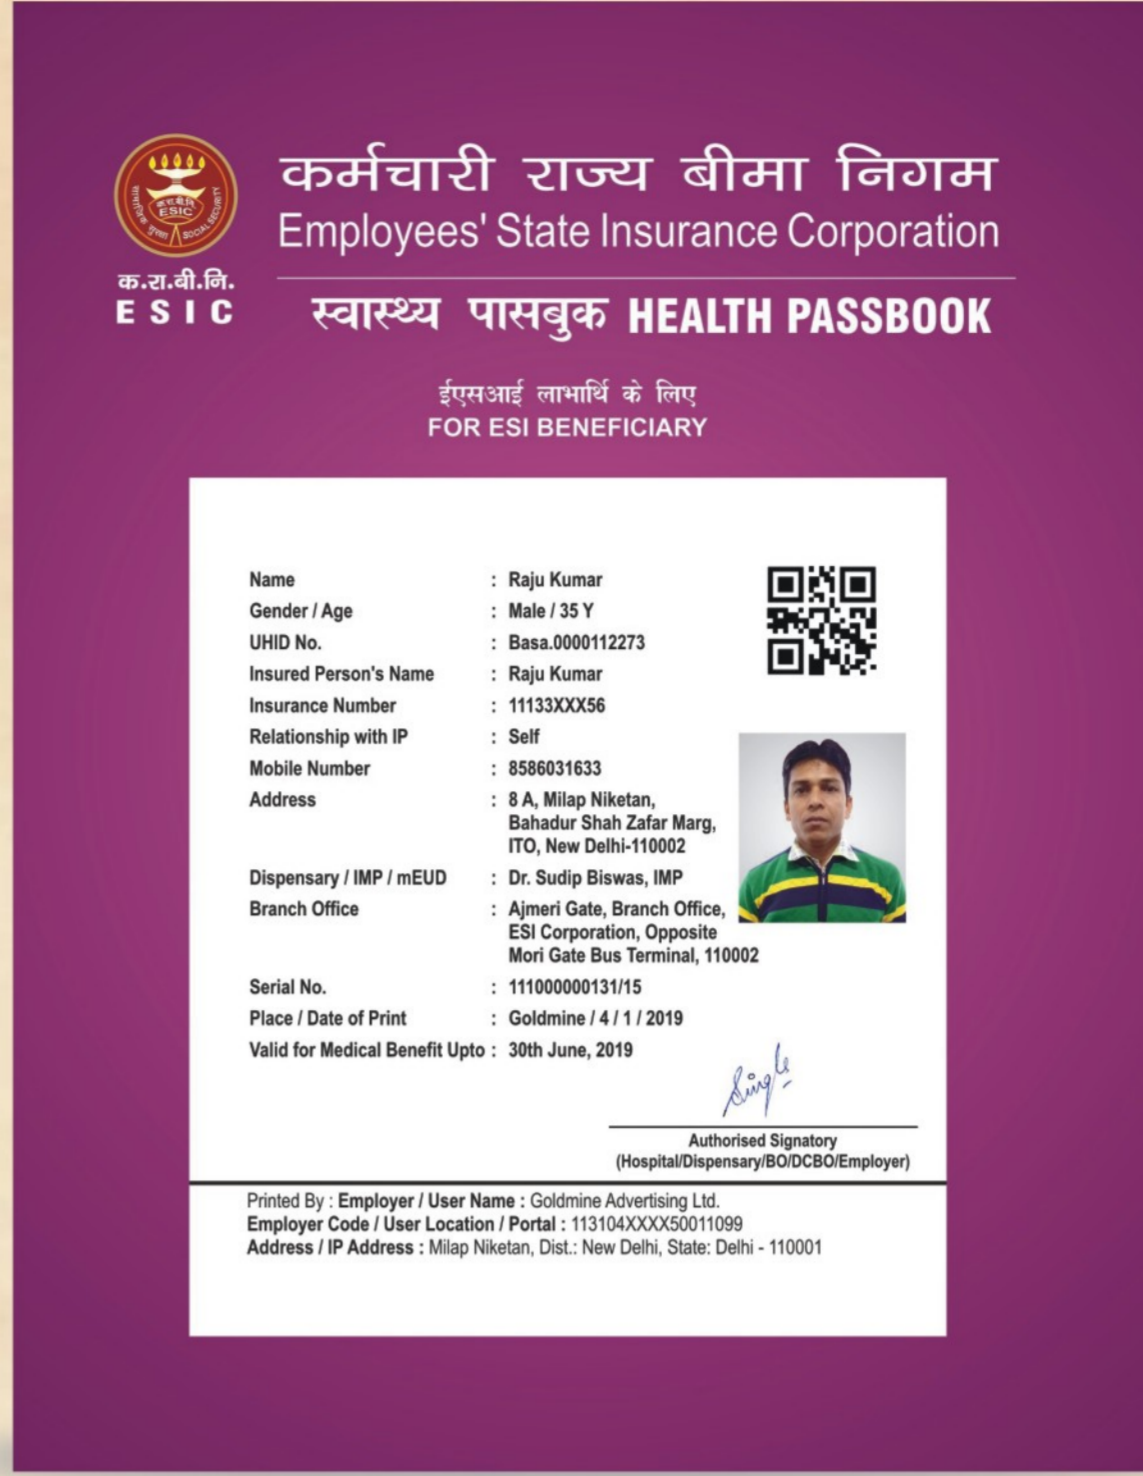 कर्मचारी राज्य बीमा निगम
Employees' State Insurance Corporation
सामाजिक सुरक्षा SOCIAL SECURITY
क.रा.बी.नि.
ESIC
क.रा.बी.नि.
ESIC
स्वास्थ्य पासबुक HEALTH PASSBOOK
ईएसआई लाभार्थि के लिए
FOR ESI BENEFICIARY
Name : Raju Kumar
Gender / Age : Male / 35 Y
UHID No. : Basa.0000112273
Insured Person's Name : Raju Kumar
Insurance Number : 11133XXX56
Relationship with IP : Self
Mobile Number : 8586031633
Address : 8 A, Milap Niketan,
Bahadur Shah Zafar Marg,
ITO, New Delhi-110002
Dispensary / IMP / mEUD : Dr. Sudip Biswas, IMP
Branch Office : Ajmeri Gate, Branch Office,
ESI Corporation, Opposite
Mori Gate Bus Terminal, 110002
Serial No. : 111000000131/15
Place / Date of Print : Goldmine / 4 / 1 / 2019
Valid for Medical Benefit Upto : 30th June, 2019
Authorised Signatory
(Hospital/Dispensary/BO/DCBO/Employer)
Printed By : Employer / User Name : Goldmine Advertising Ltd.
Employer Code / User Location / Portal : 113104XXXX50011099
Address / IP Address : Milap Niketan, Dist.: New Delhi, State: Delhi - 110001